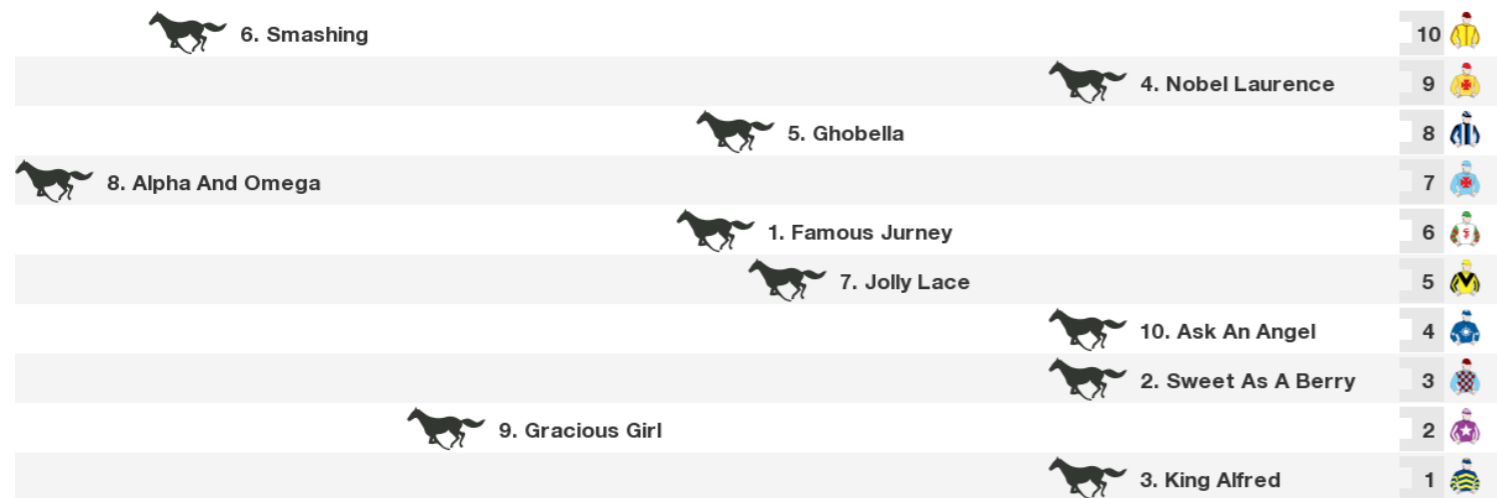 6. Smashing 10
4. Nobel Laurence 9
5. Ghobella 8
8. Alpha And Omega 7
1. Famous Jurney 6
7. Jolly Lace 5
10. Ask An Angel 4
2. Sweet As A Berry 3
9. Gracious Girl 2
3. King Alfred 1